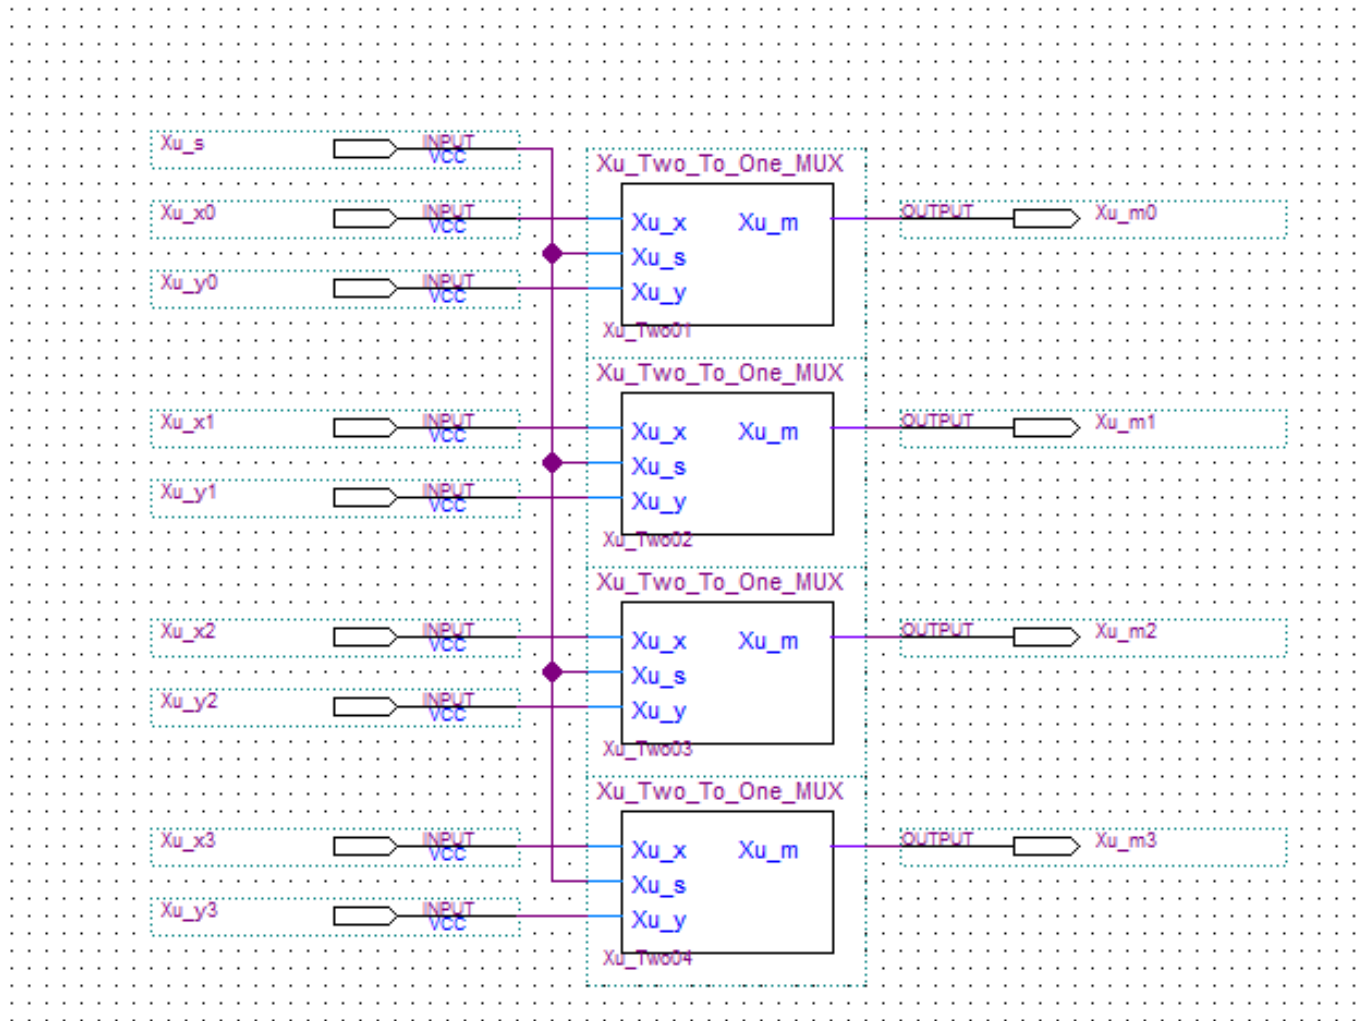 Xu_s INPUT
VCC
Xu_Two_To_One_MUX
Xu_x0 INPUT
VCC
Xu_x Xu_m
OUTPUT Xu_m0
Xu_s
Xu_y0 INPUT
VCC
Xu_y
Xu_Two01
Xu_Two_To_One_MUX
Xu_x1 INPUT
VCC
Xu_x Xu_m
OUTPUT Xu_m1
Xu_s
Xu_y1 INPUT
VCC
Xu_y
Xu_Two02
Xu_Two_To_One_MUX
Xu_x2 INPUT
VCC
Xu_x Xu_m
OUTPUT Xu_m2
Xu_s
Xu_y2 INPUT
VCC
Xu_y
Xu_Two03
Xu_Two_To_One_MUX
Xu_x3 INPUT
VCC
Xu_x Xu_m
OUTPUT Xu_m3
Xu_s
Xu_y3 INPUT
VCC
Xu_y
Xu_Two04